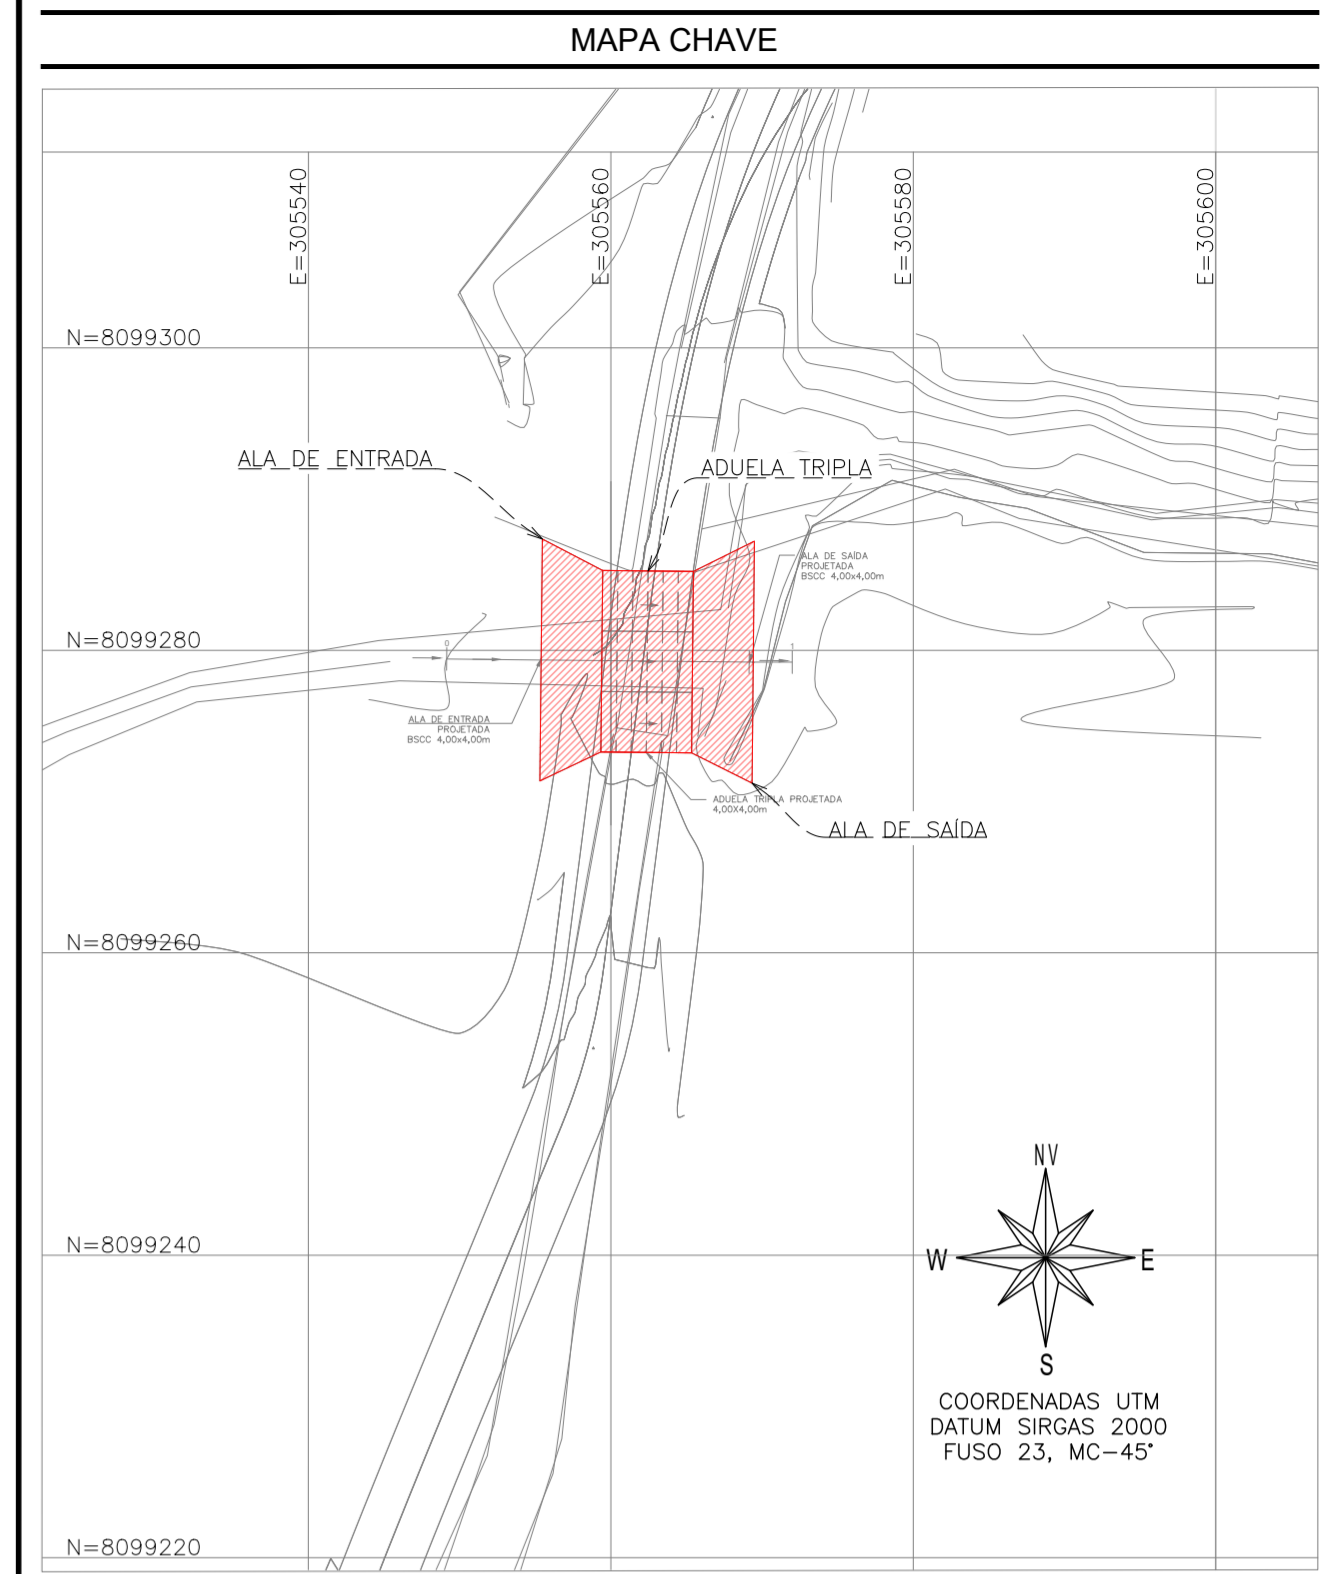 MAPA CHAVE
E=305540
E=305560
E=305580
E=305600
N=8099300
ALA DE ENTRADA
ADUELA TRIPLA
ALA DE SAÍDA
PROJETADA
BSCC 4,00x4,00m
N=8099280
ALA DE ENTRADA
PROJETADA
BSCC 4,00x4,00m
ADUELA TRIPLA PROJETADA
4,00X4,00m
ALA DE SAÍDA
N=8099260
N=8099240
NV
W
E
S
COORDENADAS UTM
DATUM SIRGAS 2000
FUSO 23, MC-45°
N=8099220